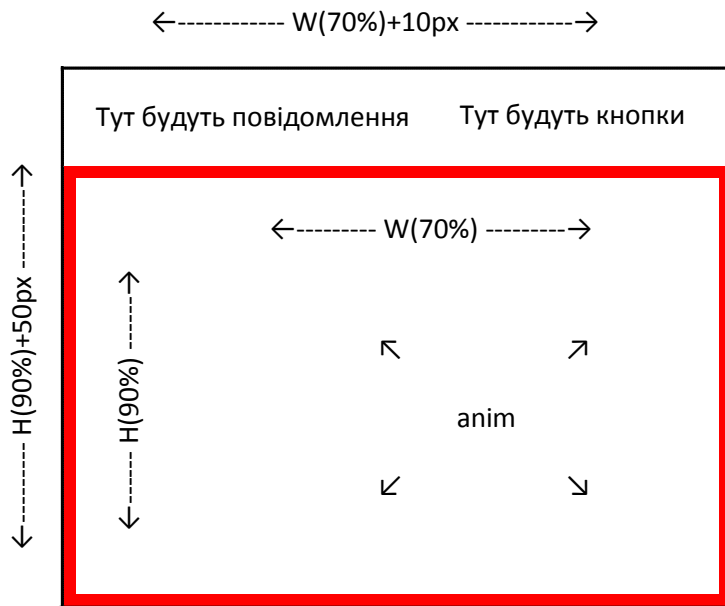 <------------ W(70%)+10px ----------->
Тут будуть повідомлення Тут будуть кнопки
<--------- W(70%) --------->
<------- H(90%)+50px ---------->
<------- H(90%) ------->
anim